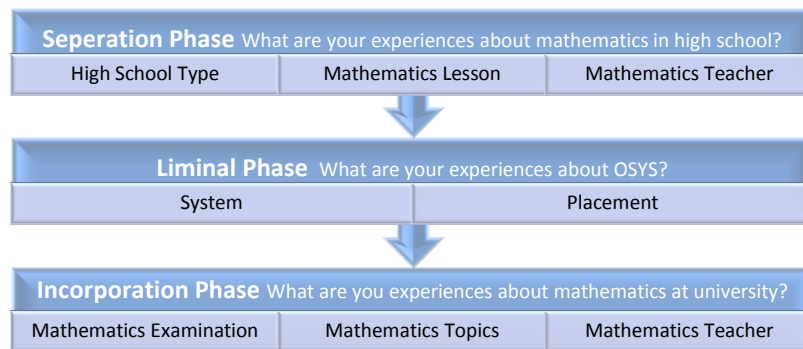 Seperation Phase What are your experiences about mathematics in high school?
High School Type Mathematics Lesson Mathematics Teacher
Liminal Phase What are your experiences about OSYS?
System Placement
Incorporation Phase What are you experiences about mathematics at university?
Mathematics Examination Mathematics Topics Mathematics Teacher